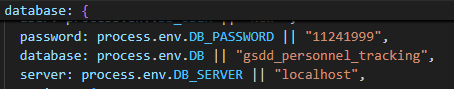 database: {
password: process.env.DB_PASSWORD || "11241999",
database: process.env.DB || "gsdd_personnel_tracking",
server: process.env.DB_SERVER || "localhost",